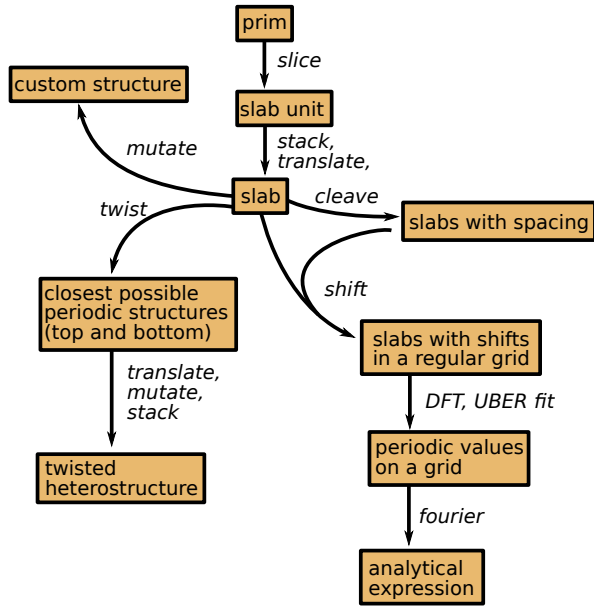 prim
slice
custom structure
slab unit
stack,
translate,
mutate
slab
cleave
twist
slabs with spacing
shift
closest possible
periodic structures
(top and bottom)
slabs with shifts
in a regular grid
translate,
mutate,
stack
DFT, UBER fit
periodic values
on a grid
twisted
heterostructure
fourier
analytical
expression